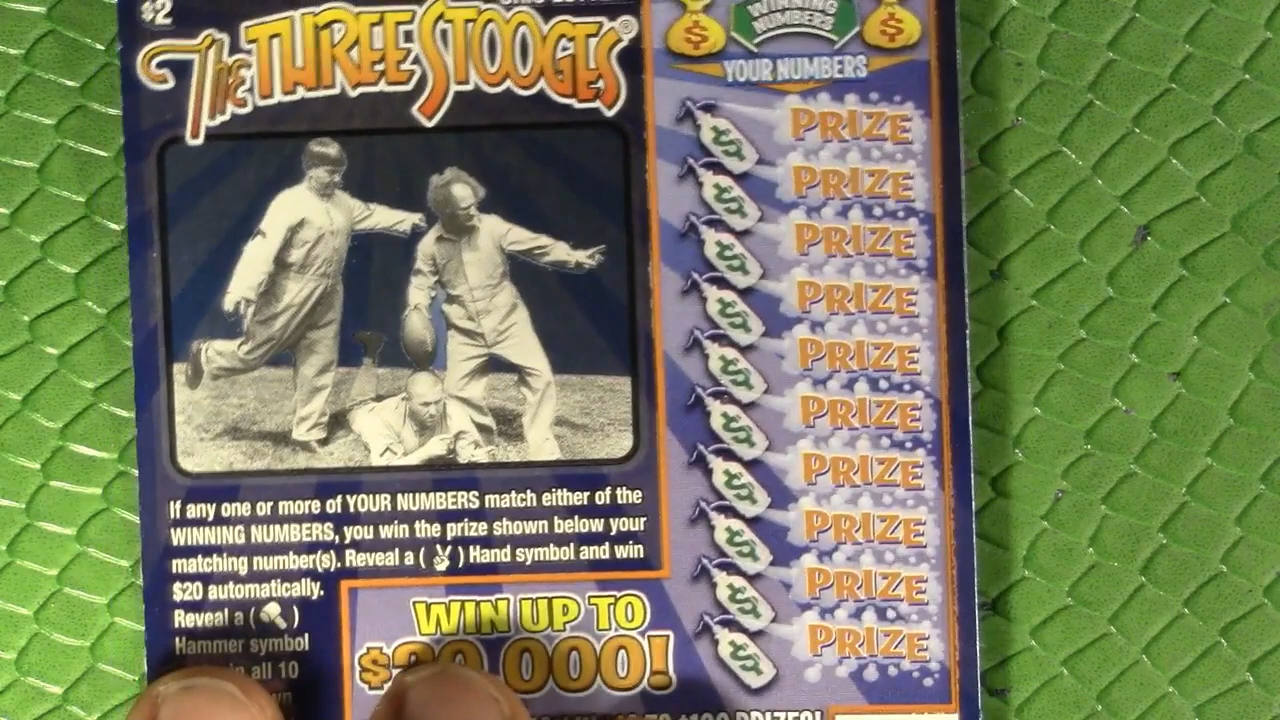 $2
The THREE STOOGES®
WINNING
NUMBERS
$ $
YOUR NUMBERS
$ PRIZE
$ PRIZE
$ PRIZE
$ PRIZE
$ PRIZE
$ PRIZE
$ PRIZE
$ PRIZE
$ PRIZE
$ PRIZE
If any one or more of YOUR NUMBERS match either of the
WINNING NUMBERS, you win the prize shown below your
matching number(s). Reveal a ( ) Hand symbol and win
$20 automatically.
Reveal a ( )
Hammer symbol
all 10
WIN UP TO
000!
PRIZES!